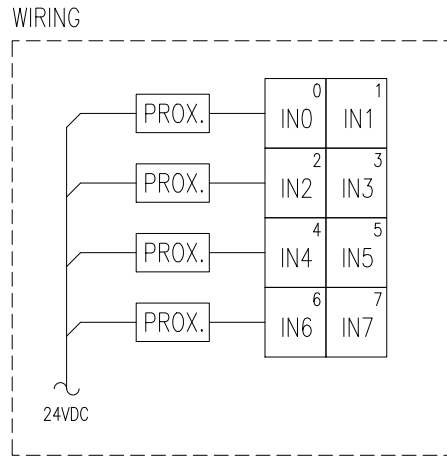 WIRING
0 1
PROX. IN0 IN1
2 3
PROX. IN2 IN3
4 5
PROX. IN4 IN5
6 7
PROX. IN6 IN7
24VDC